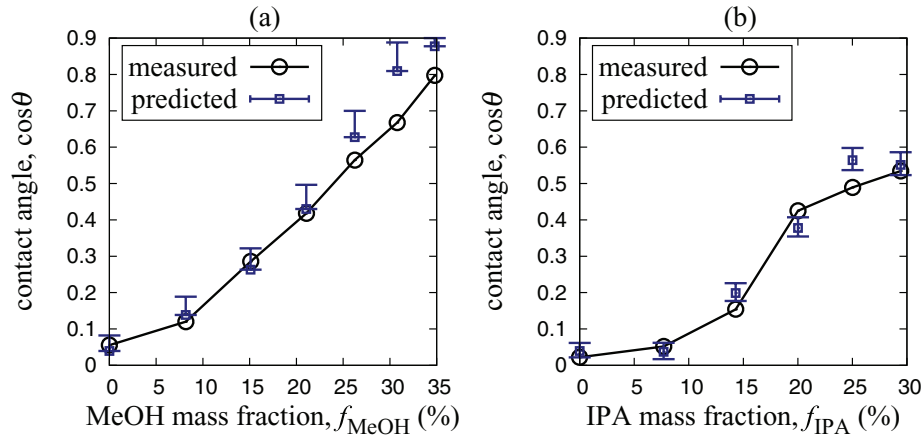 (a)
contact angle, cosθ
0.9
0.8
0.7
0.6
0.5
0.4
0.3
0.2
0.1
0
measured
predicted
0 5 10 15 20 25 30 35
MeOH mass fraction, fMeOH (%)
(b)
contact angle, cosθ
0.9
0.8
0.7
0.6
0.5
0.4
0.3
0.2
0.1
0
measured
predicted
0 5 10 15 20 25 30
IPA mass fraction, fIPA (%)